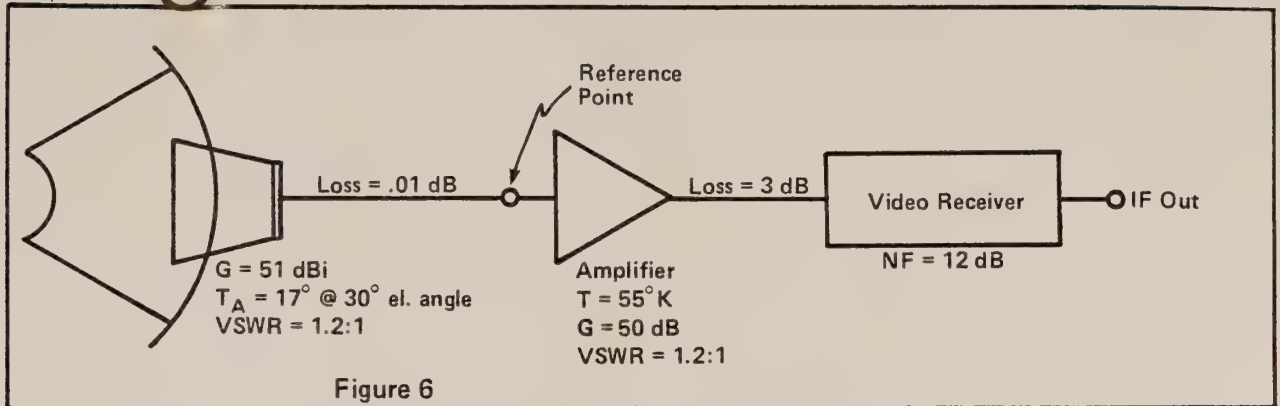 Reference
Point
Loss = .01 dB
Loss = 3 dB
Video Receiver
IF Out
NF = 12 dB
G = 51 dBi
T_A = 17° @ 30° el. angle
VSWR = 1.2:1
Amplifier
T = 55°K
G = 50 dB
VSWR = 1.2:1
Figure 6